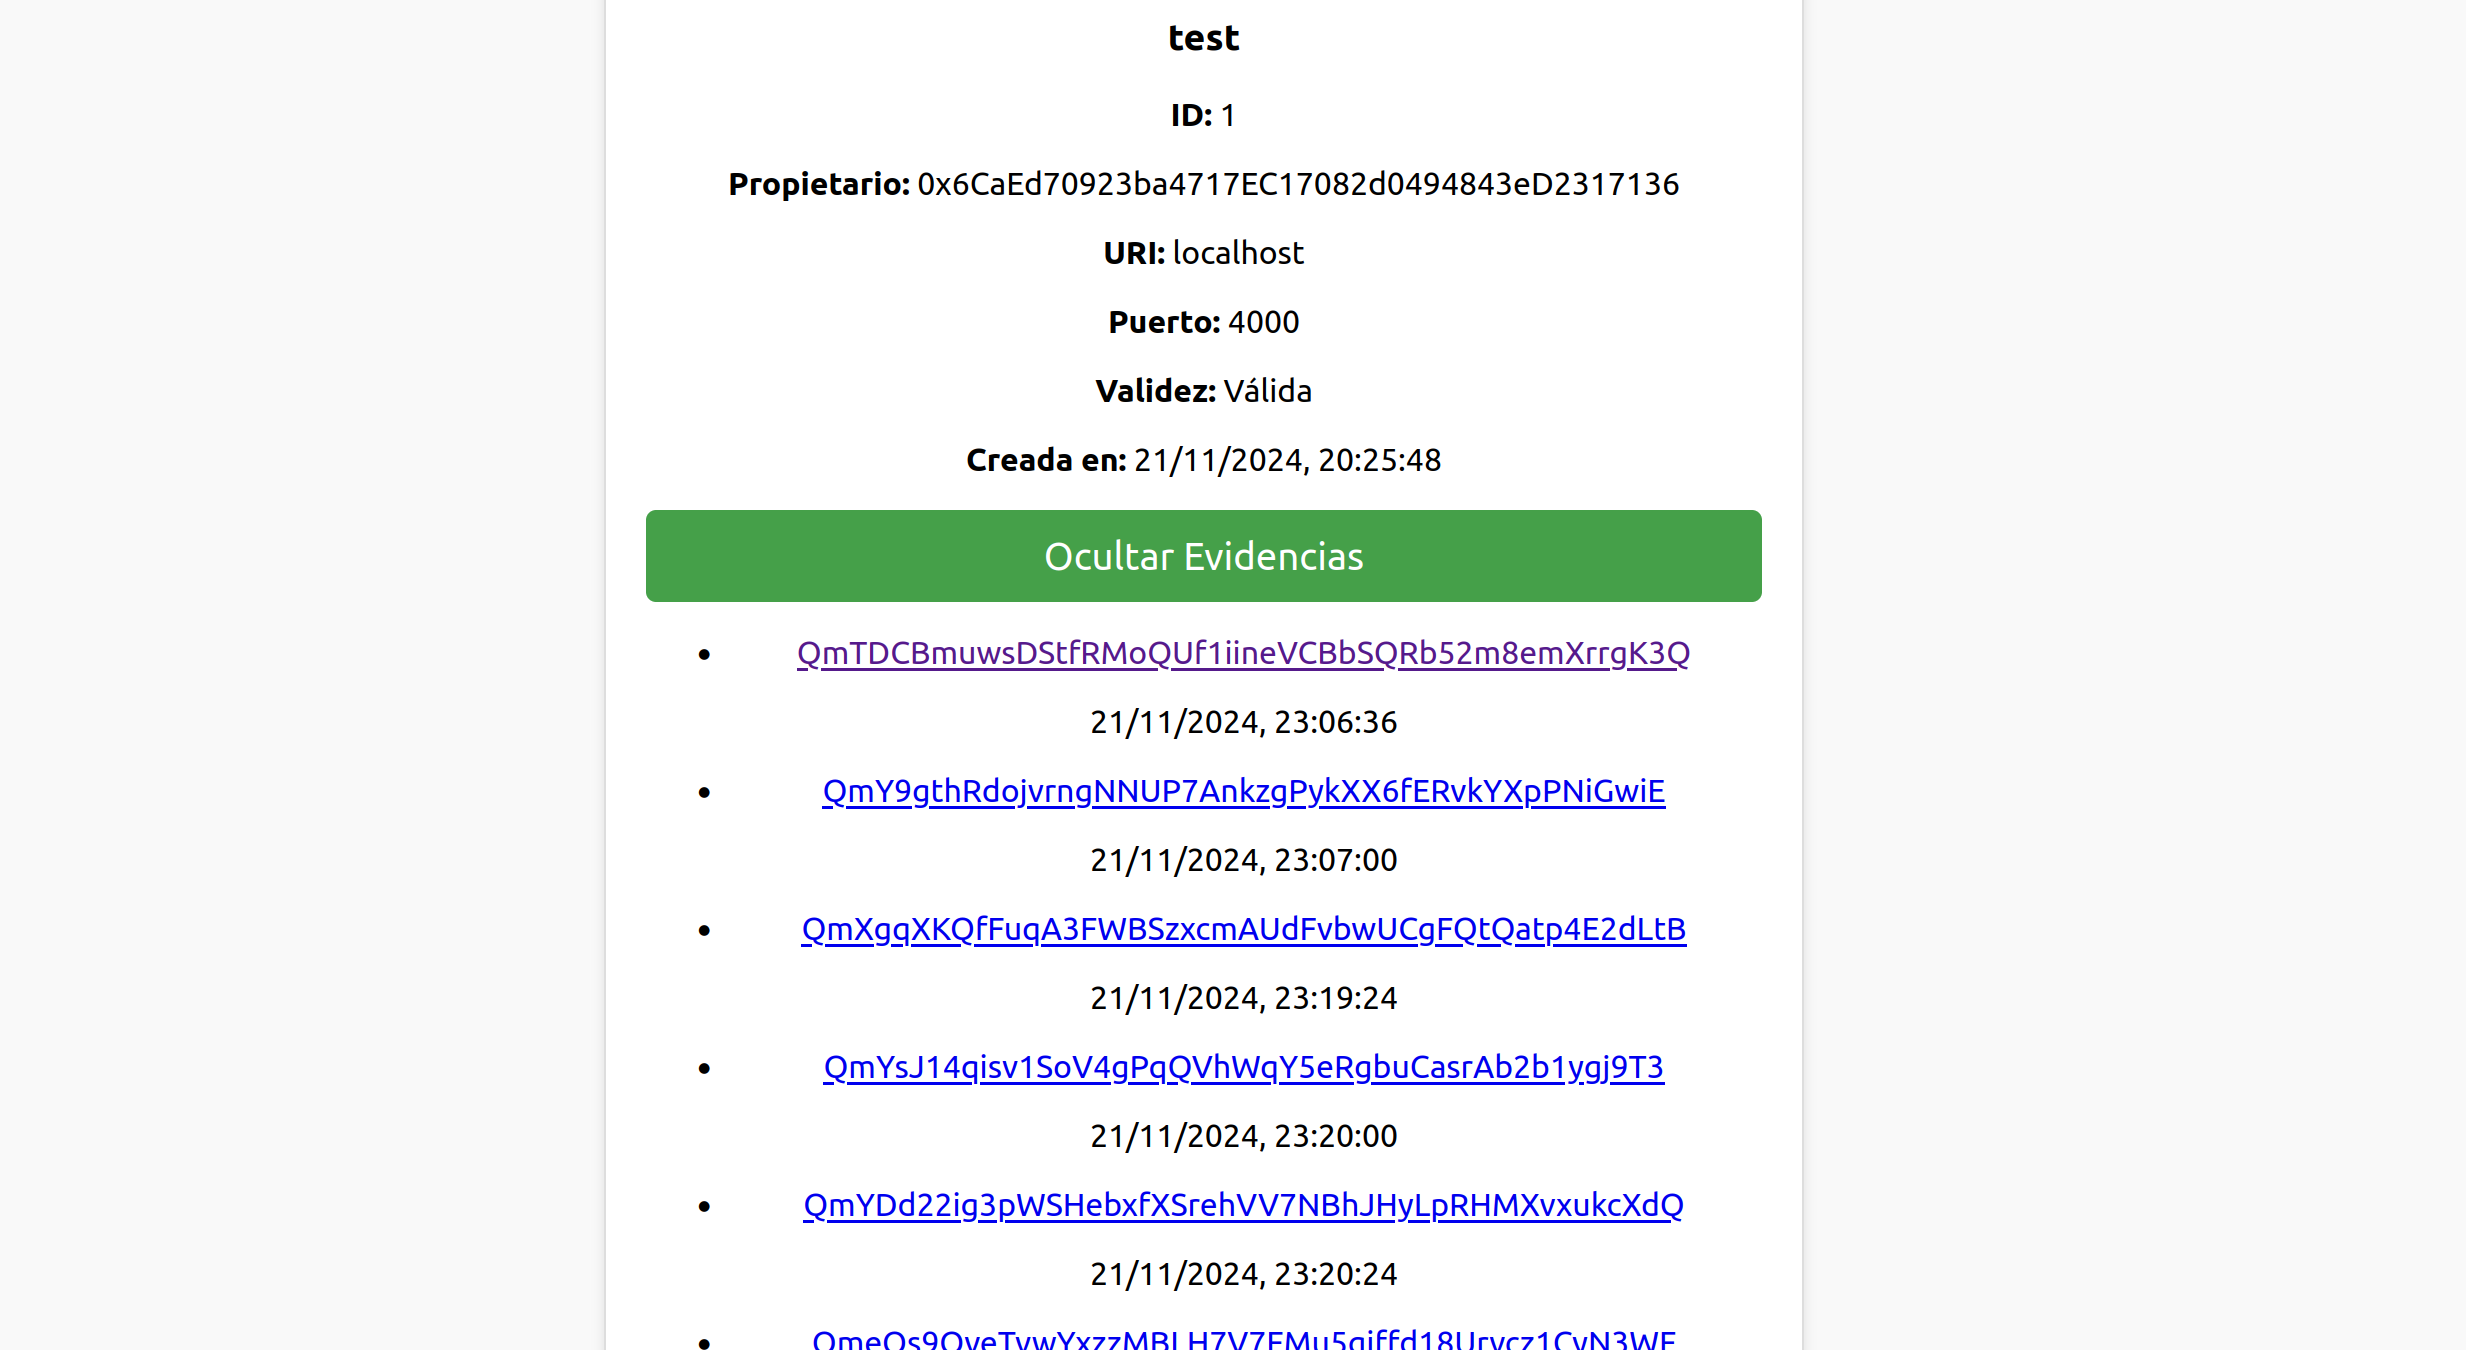 test
ID: 1
Propietario: 0x6CaEd70923ba4717EC17082d0494843eD2317136
URI: localhost
Puerto: 4000
Validez: Válida
Creada en: 21/11/2024, 20:25:48
Ocultar Evidencias
QmTDCBmuwsDStfRMoQUf1iineVCBbSQRb52m8emXrrgK3Q
21/11/2024, 23:06:36
QmY9gthRdojvrngNNUP7AnkzgPykXX6fERvkYXpPNiGwiE
21/11/2024, 23:07:00
QmXgqXKQfFuqA3FWBSzxcmAUdFvbwUCgFQtQatp4E2dLtB
21/11/2024, 23:19:24
QmYsJ14qisv1SoV4gPqQVhWqY5eRgbuCasrAb2b1ygj9T3
21/11/2024, 23:20:00
QmYDd22ig3pWSHebxfXSrehVV7NBhJHyLpRHMXvxukcXdQ
21/11/2024, 23:20:24